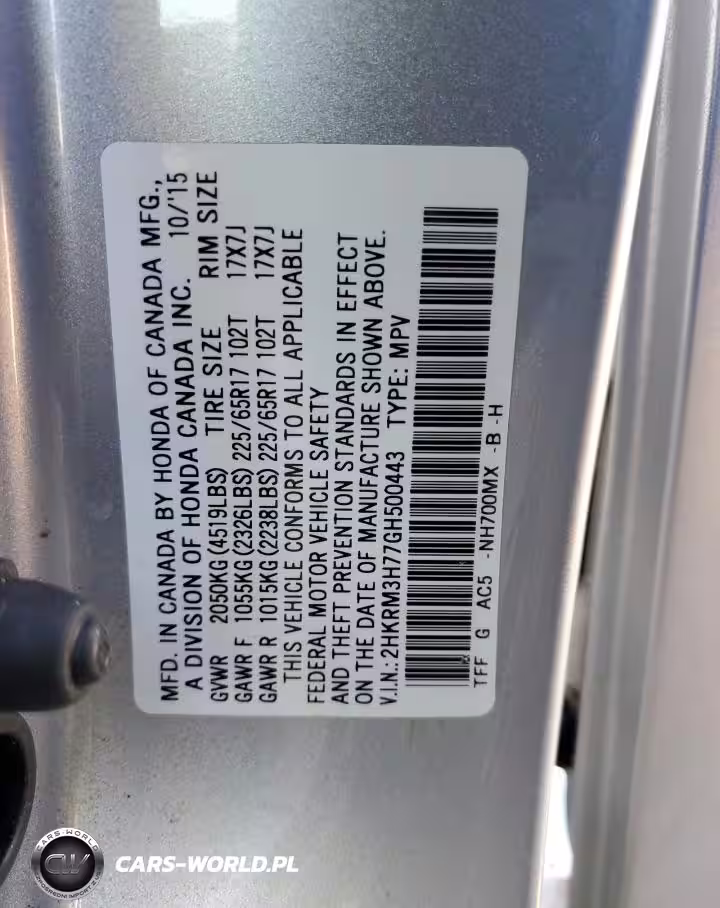 MFD. IN CANADA BY HONDA OF CANADA MFG.,
A DIVISION OF HONDA CANADA INC. 10/'15
GVWR 2050KG(4519LBS) TIRE SIZE RIM SIZE
GAWR F 1055KG(2326LBS) 225/65R17 102T 17X7J
GAWR R 1015KG(2238LBS) 225/65R17 102T 17X7J
THIS VEHICLE CONFORMS TO ALL APPLICABLE
FEDERAL MOTOR VEHICLE SAFETY
AND THEFT PREVENTION STANDARDS IN EFFECT
ON THE DATE OF MANUFACTURE SHOWN ABOVE.
V.I.N.: 2HKRM3H77GH500443 TYPE: MPV
TFF G AC5 -NH700MX -B -H
CARS-WORLD
CW
CARS-WORLD.PL